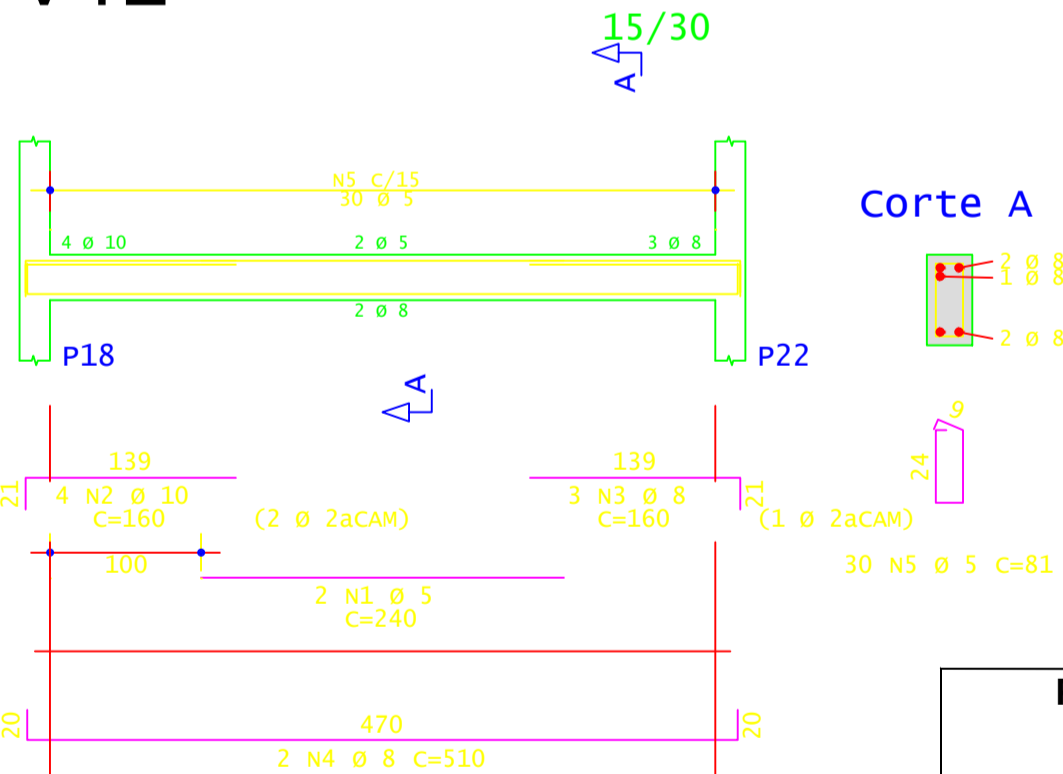 15/30
A
N5 C/15
30 Ø 5
4 Ø 10
2 Ø 5
3 Ø 8
2 Ø 8
P18
P22
A
Corte A
2 Ø 8
1 Ø 8
2 Ø 8
139
21
4 N2 Ø 10
C=160
(2 Ø 2aCAM)
139
21
3 N3 Ø 8
C=160
(1 Ø 2aCAM)
9
24
30 N5 Ø 5 C=81
100
2 N1 Ø 5
C=240
20
470
20
2 N4 Ø 8 C=510